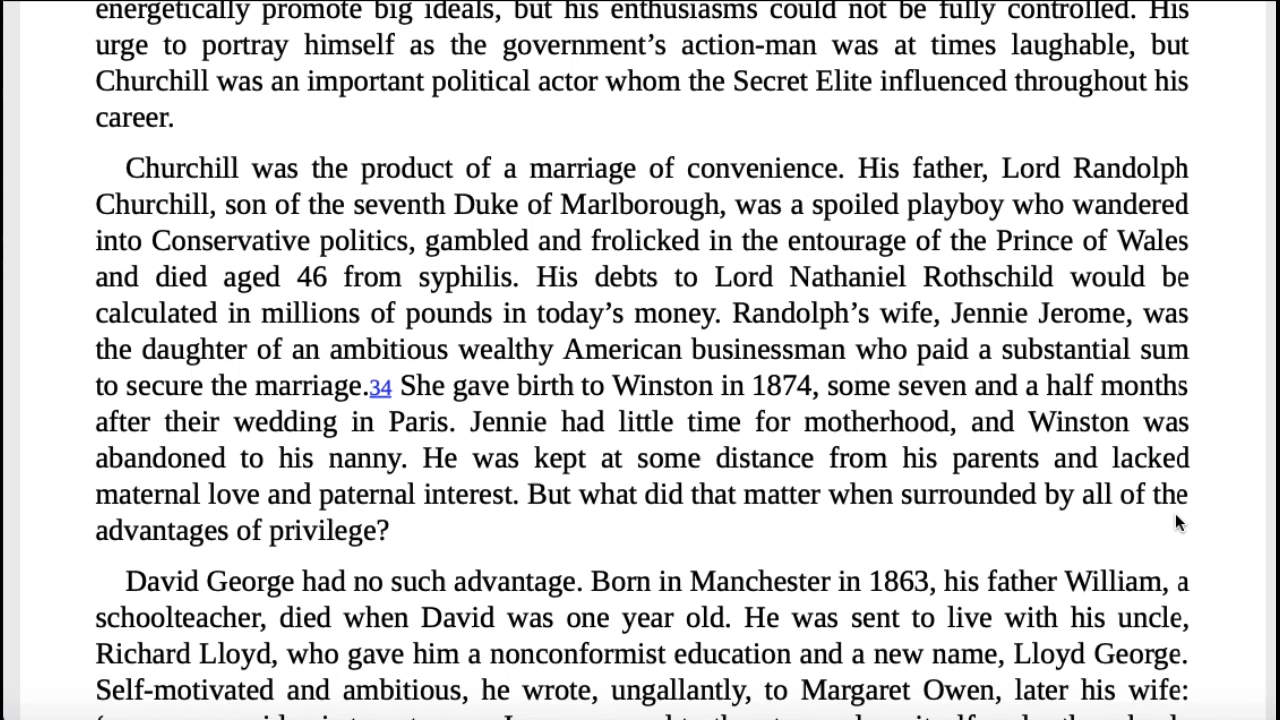 energetically promote big ideals, but his enthusiasms could not be fully controlled. His
urge to portray himself as the government’s action-man was at times laughable, but
Churchill was an important political actor whom the Secret Elite influenced throughout his
career.
Churchill was the product of a marriage of convenience. His father, Lord Randolph
Churchill, son of the seventh Duke of Marlborough, was a spoiled playboy who wandered
into Conservative politics, gambled and frolicked in the entourage of the Prince of Wales
and died aged 46 from syphilis. His debts to Lord Nathaniel Rothschild would be
calculated in millions of pounds in today’s money. Randolph’s wife, Jennie Jerome, was
the daughter of an ambitious wealthy American businessman who paid a substantial sum
to secure the marriage.34 She gave birth to Winston in 1874, some seven and a half months
after their wedding in Paris. Jennie had little time for motherhood, and Winston was
abandoned to his nanny. He was kept at some distance from his parents and lacked
maternal love and paternal interest. But what did that matter when surrounded by all of the
advantages of privilege?
David George had no such advantage. Born in Manchester in 1863, his father William, a
schoolteacher, died when David was one year old. He was sent to live with his uncle,
Richard Lloyd, who gave him a nonconformist education and a new name, Lloyd George.
Self-motivated and ambitious, he wrote, ungallantly, to Margaret Owen, later his wife: